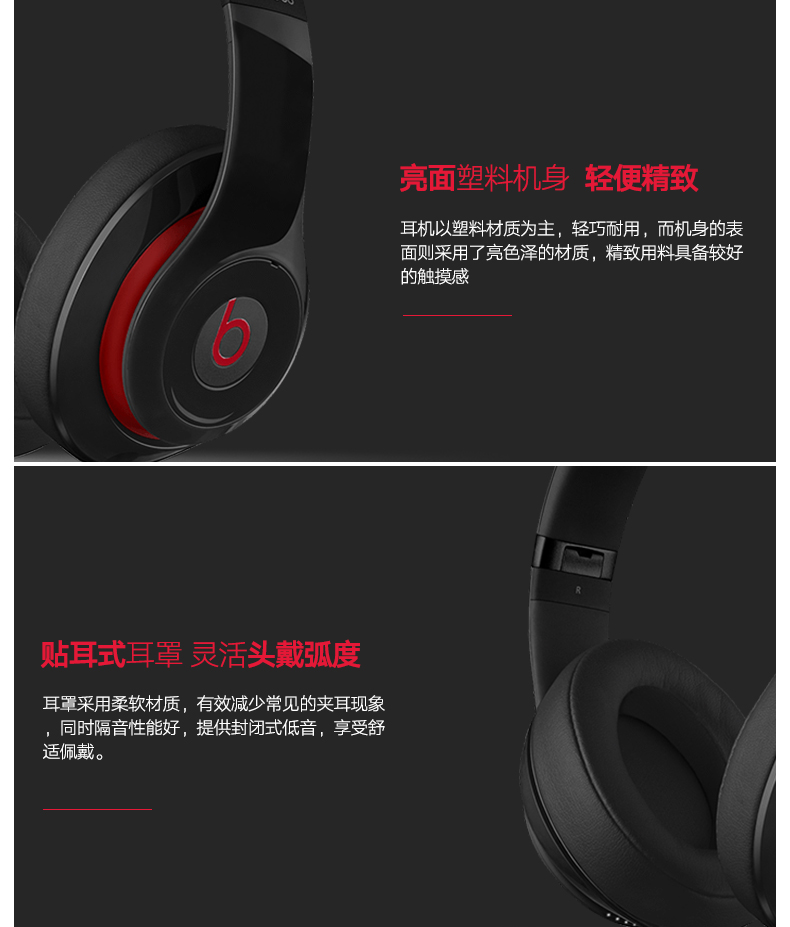 亮面塑料机身 轻便精致
耳机以塑料材质为主，轻巧耐用，而机身的表
面则采用了亮色泽的材质，精致用料具备较好
的触摸感
b
R
贴耳式耳罩 灵活头戴弧度
耳罩采用柔软材质，有效减少常见的夹耳现象
，同时隔音性能好，提供封闭式低音，享受舒
适佩戴。